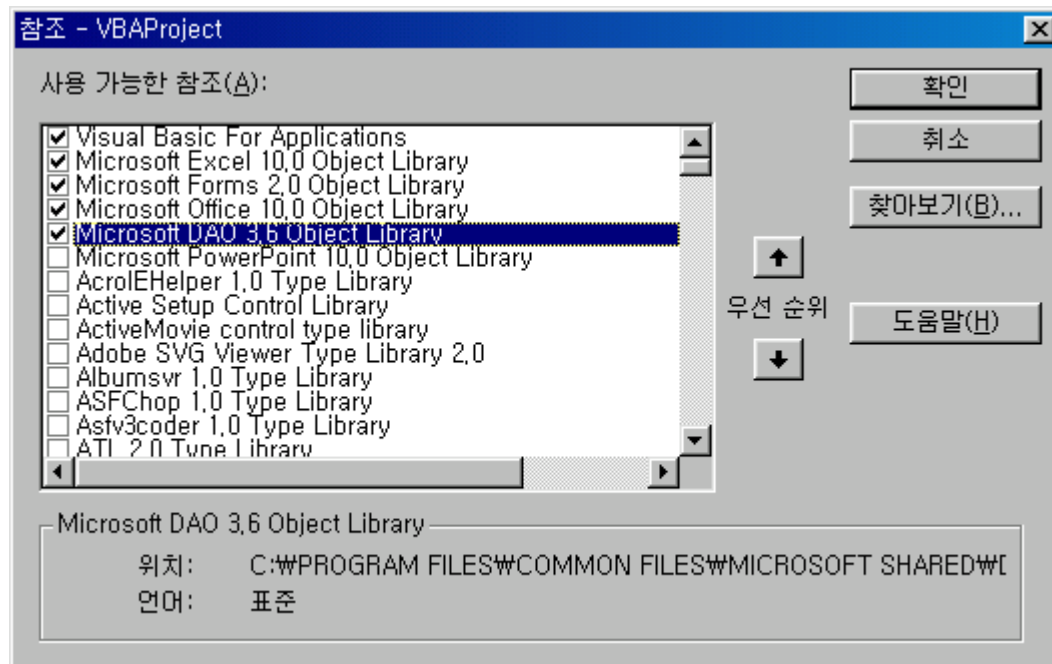 참조 - VBAProject
사용 가능한 참조(A):
Visual Basic For Applications
Microsoft Excel 10,0 Object Library
Microsoft Forms 2,0 Object Library
Microsoft Office 10,0 Object Library
Microsoft DAO 3,6 Object Library
Microsoft PowerPoint 10,0 Object Library
AcroIEHelper 1,0 Type Library
Active Setup Control Library
ActiveMovie control type library
Adobe SVG Viewer Type Library 2,0
Albumsvr 1,0 Type Library
ASFChop 1,0 Type Library
Asfv3coder 1,0 Type Library
ATL 2,0 Type Library
확인
취소
찾아보기(B)...
우선 순위
도움말(H)
Microsoft DAO 3,6 Object Library
위치: C:₩PROGRAM FILES₩COMMON FILES₩MICROSOFT SHARED₩D
언어: 표준